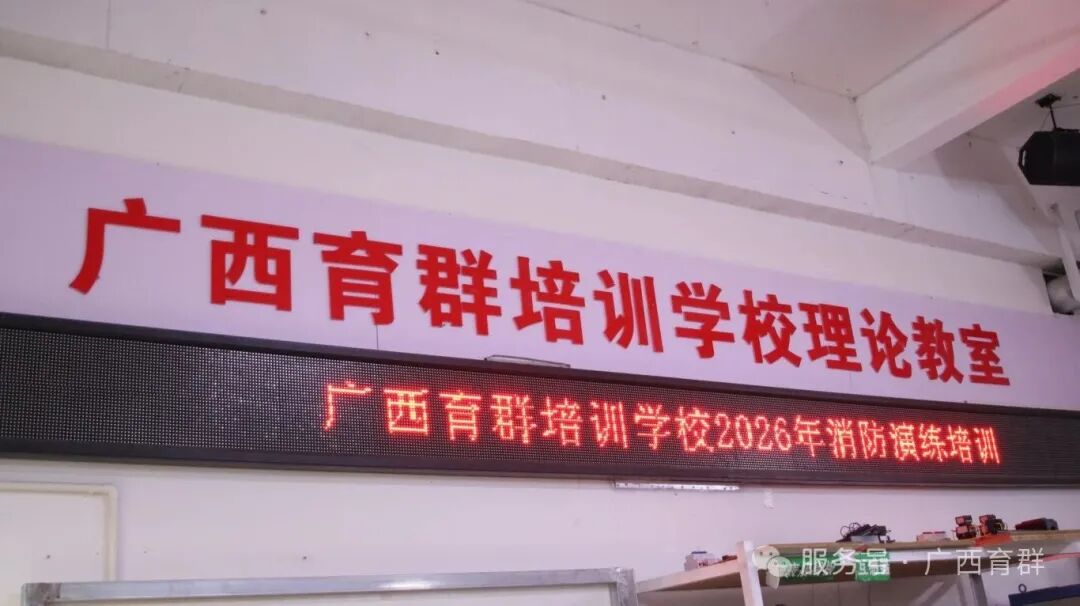 广西育群培训学校理论教室
广西育群培训学校2026年消防演练培训
服务号·广西育群